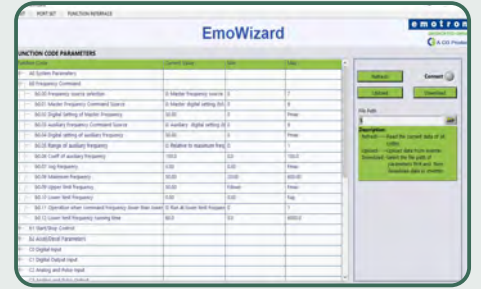 PORT SET   FUNCTION INTERFACE
EmoWizard
emotron
A CG Product
FUNCTION CODE PARAMETERS
Function Code   Current Value   Min   Max
A0 System Parameters
b0 Frequency Command
b0.00 Frequency source selection   0: Master frequency source   0   7
b0.01 Master Frequency Command Source   0: Master digital setting   0   8
b0.02 Digital Setting of Master Frequency   50.00   0   Fmax
b0.03 Auxiliary Frequency Command Source   0: Auxiliary digital setting   0
b0.04 Digital setting of auxiliary frequency   50.00   0   Fmax
b0.05 Range of auxiliary frequency   0: Relative to maximum freq   0   1
b0.06 Coeff of auxiliary frequency   100.0   0.0   100.0
b0.07 Jog frequency   0.00   Fmax
b0.08 Maximum frequency   50.00   20.00   600.00
b0.09 Upper limit frequency   50.00   Fdown   Fmax
b0.10 Lower limit frequency   0.00   0.00   Fup
b0.11 Operation when command frequency lower than lower   0: Run at lower limit frequen   0   1
b0.12 Lower limit frequency running time   60.0   0.0   6000.0
b1 Start/Stop Control
b2 Accel/Decel Parameters
C0 Digital Input
C1 Digital Output
C2 Analog and Pulse Input
Refresh   Connect
Upload   Download
File Path:
Description:
Refresh ---- Read the current data of all codes.
Upload ---- Upload data from inverter.
Download: Select the file path of parameters first and then download data to inverter.